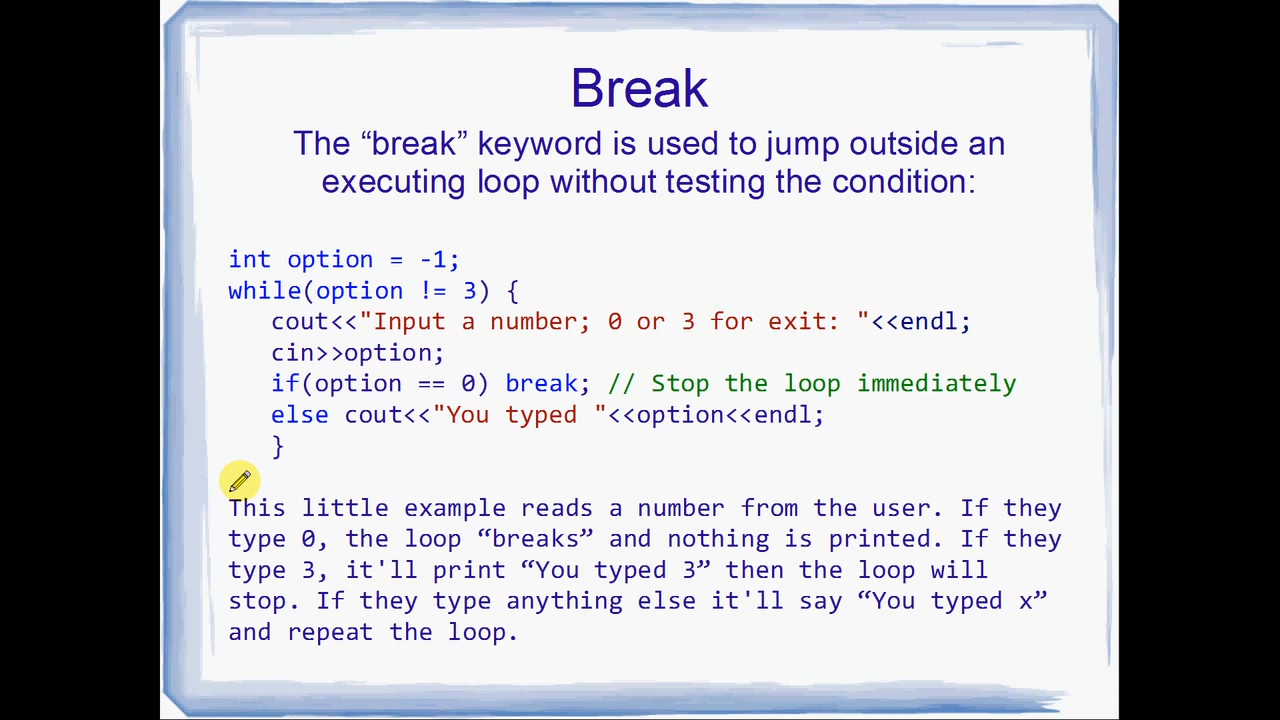 Break
The “break” keyword is used to jump outside an
executing loop without testing the condition:
int option = -1;
while(option != 3) {
cout<<"Input a number; 0 or 3 for exit: "<<endl;
cin>>option;
if(option == 0) break; // Stop the loop immediately
else cout<<"You typed "<<option<<endl;
}
This little example reads a number from the user. If they
type 0, the loop “breaks” and nothing is printed. If they
type 3, it'll print “You typed 3” then the loop will
stop. If they type anything else it'll say “You typed x”
and repeat the loop.